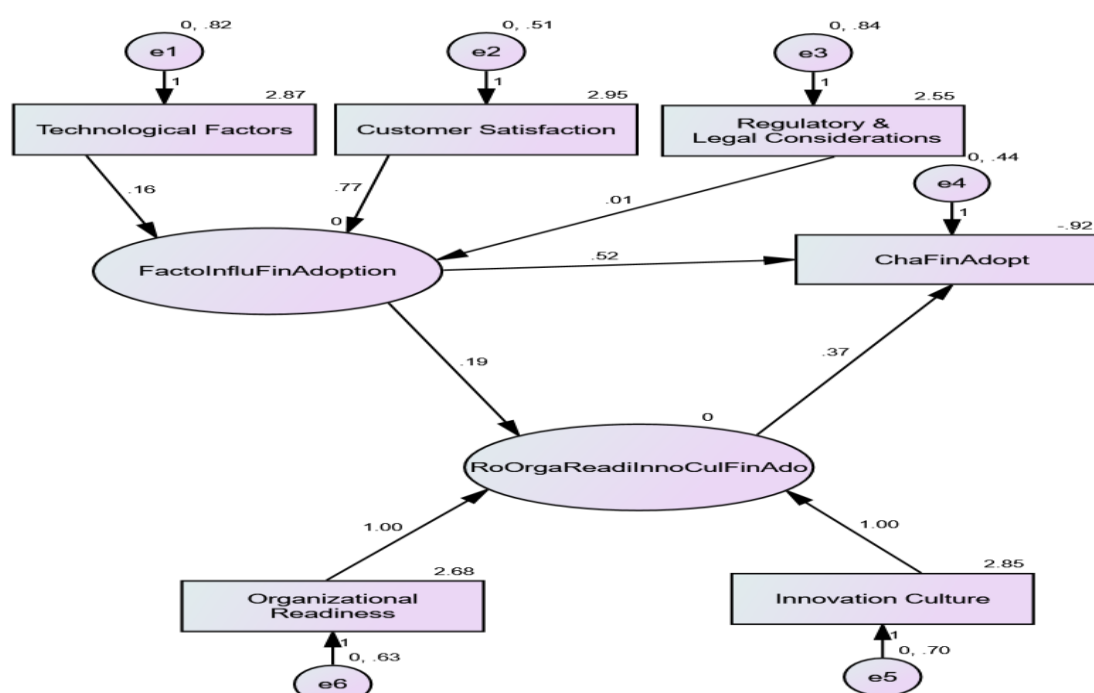 0, .82
0, .51
0, .84
e1
e2
e3
1
1
1
2.87
2.95
2.55
Technological Factors
Customer Satisfaction
Regulatory &
Legal Considerations
0, .44
e4
1
.16
.77
.01
0
-.92
FactoInfluFinAdoption
.52
ChaFinAdopt
.19
.37
0
RoOrgaReadiInnoCulFinAdo
1.00
1.00
2.68
2.85
Organizational
Readiness
Innovation Culture
1
0, .63
1
0, .70
e6
e5